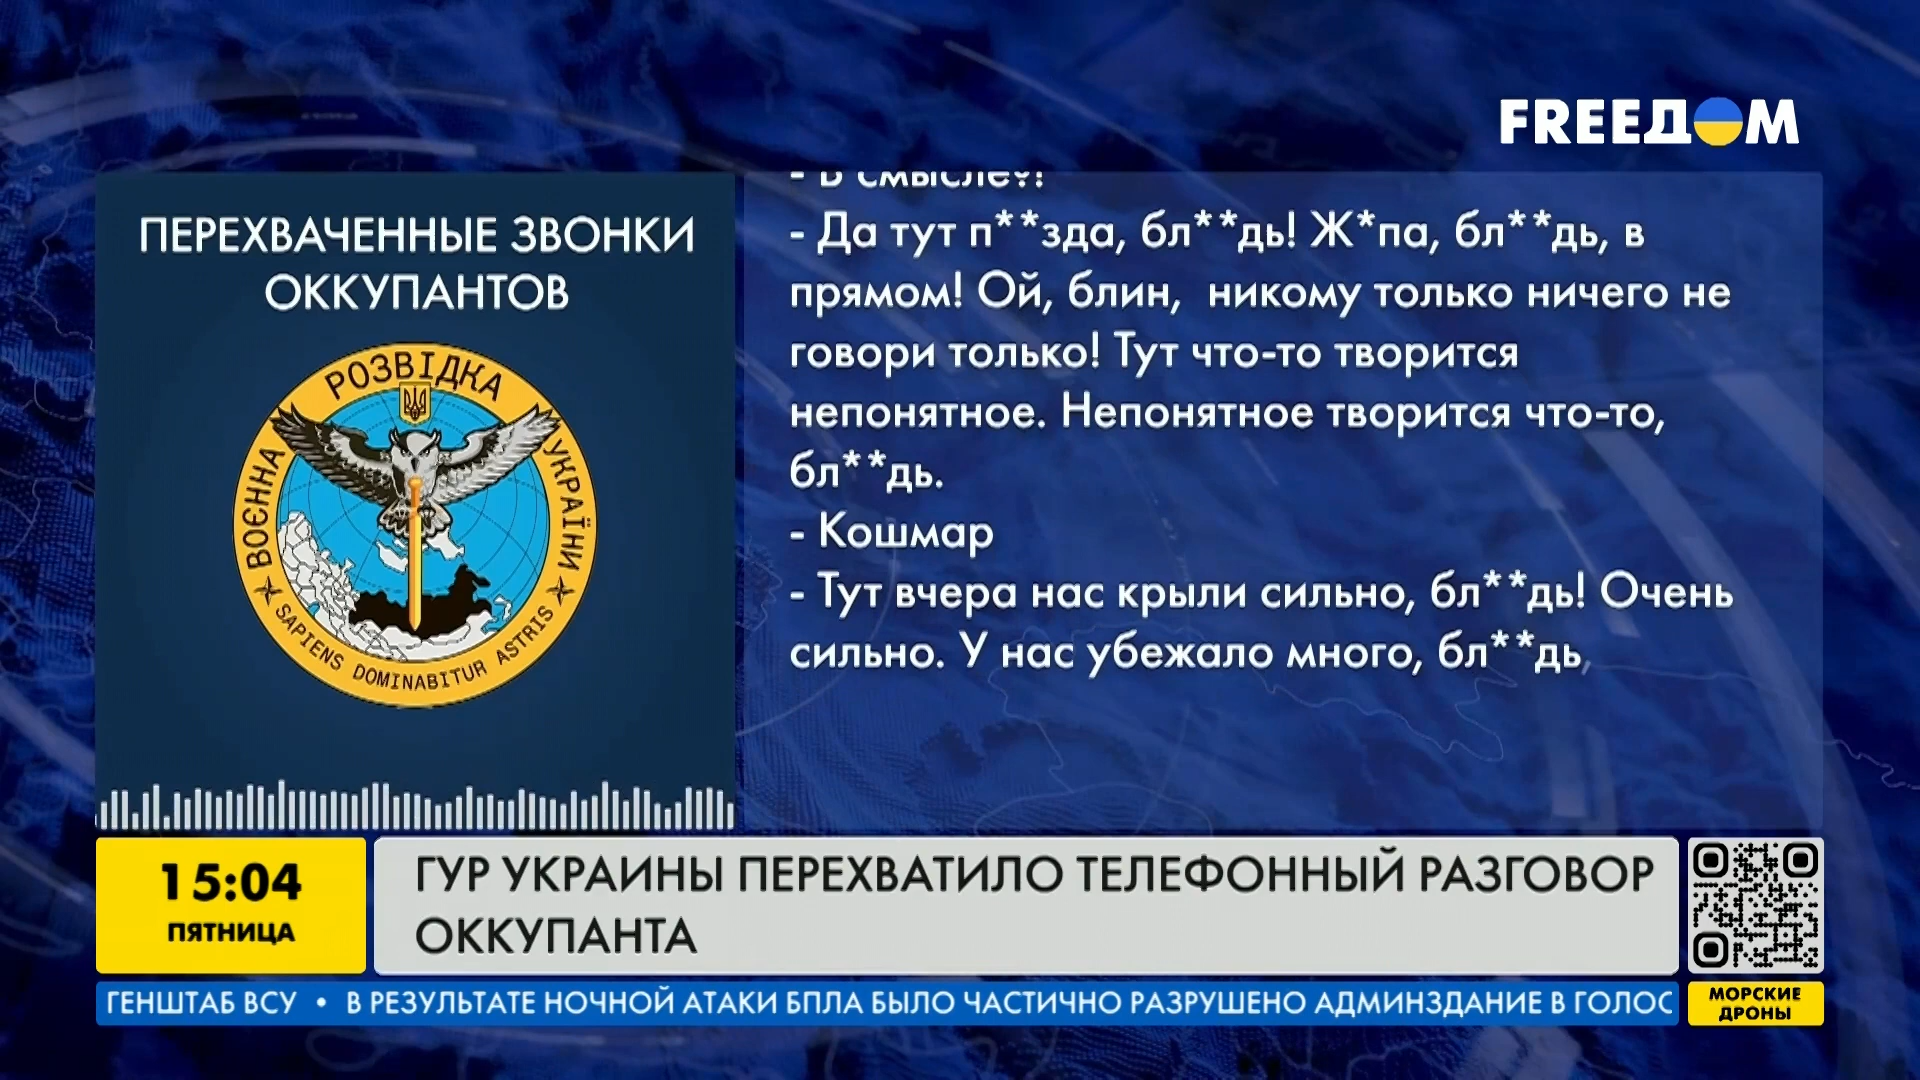 FREEДOM
ПЕРЕХВАЧЕННЫЕ ЗВОНКИ
ОККУПАНТОВ
РОЗВІДКА
ВОЄННА
УКРАЇНИ
SAPIENS DOMINABITUR ASTRIS
- В смысле?!
- Да тут п**зда, бл**дь! Ж*па, бл**дь, в
прямом! Ой, блин, никому только ничего не
говори только! Тут что-то творится
непонятное. Непонятное творится что-то,
бл**дь.
- Кошмар
- Тут вчера нас крыли сильно, бл**дь! Очень
сильно. У нас убежало много, бл**дь,
15:04
ПЯТНИЦА
ГУР УКРАИНЫ ПЕРЕХВАТИЛО ТЕЛЕФОННЫЙ РАЗГОВОР
ОККУПАНТА
ГЕНШТАБ ВСУ • В РЕЗУЛЬТАТЕ НОЧНОЙ АТАКИ БПЛА БЫЛО ЧАСТИЧНО РАЗРУШЕНО АДМИНЗДАНИЕ В ГОЛОС
МОРСКИЕ
ДРОНЫ